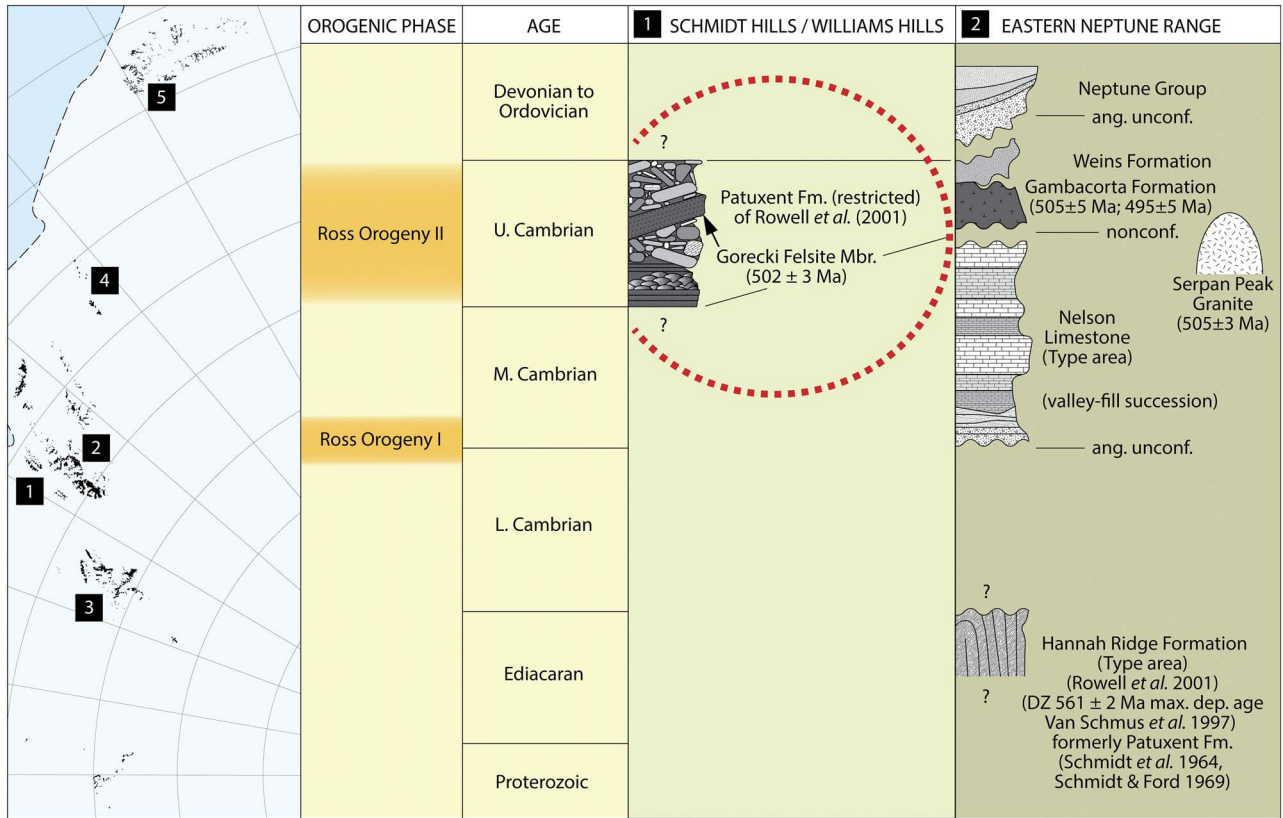 OROGENIC PHASE
AGE
1 SCHMIDT HILLS / WILLIAMS HILLS
2 EASTERN NEPTUNE RANGE
5
4
2
1
3
Ross Orogeny II
Ross Orogeny I
Devonian to
Ordovician
U. Cambrian
M. Cambrian
L. Cambrian
Ediacaran
Proterozoic
?
Patuxent Fm. (restricted)
of Rowell et al. (2001)
Gorecki Felsite Mbr.
(502 ± 3 Ma)
?
Neptune Group
ang. unconf.
Weins Formation
Gambacorta Formation
(505±5 Ma; 495±5 Ma)
nonconf.
Serpan Peak
Granite
(505±3 Ma)
Nelson
Limestone
(Type area)
(valley-fill succession)
ang. unconf.
?
Hannah Ridge Formation
(Type area)
(Rowell et al. 2001)
? (DZ 561 ± 2 Ma max. dep. age
Van Schmus et al. 1997)
formerly Patuxent Fm.
(Schmidt et al. 1964,
Schmidt & Ford 1969)